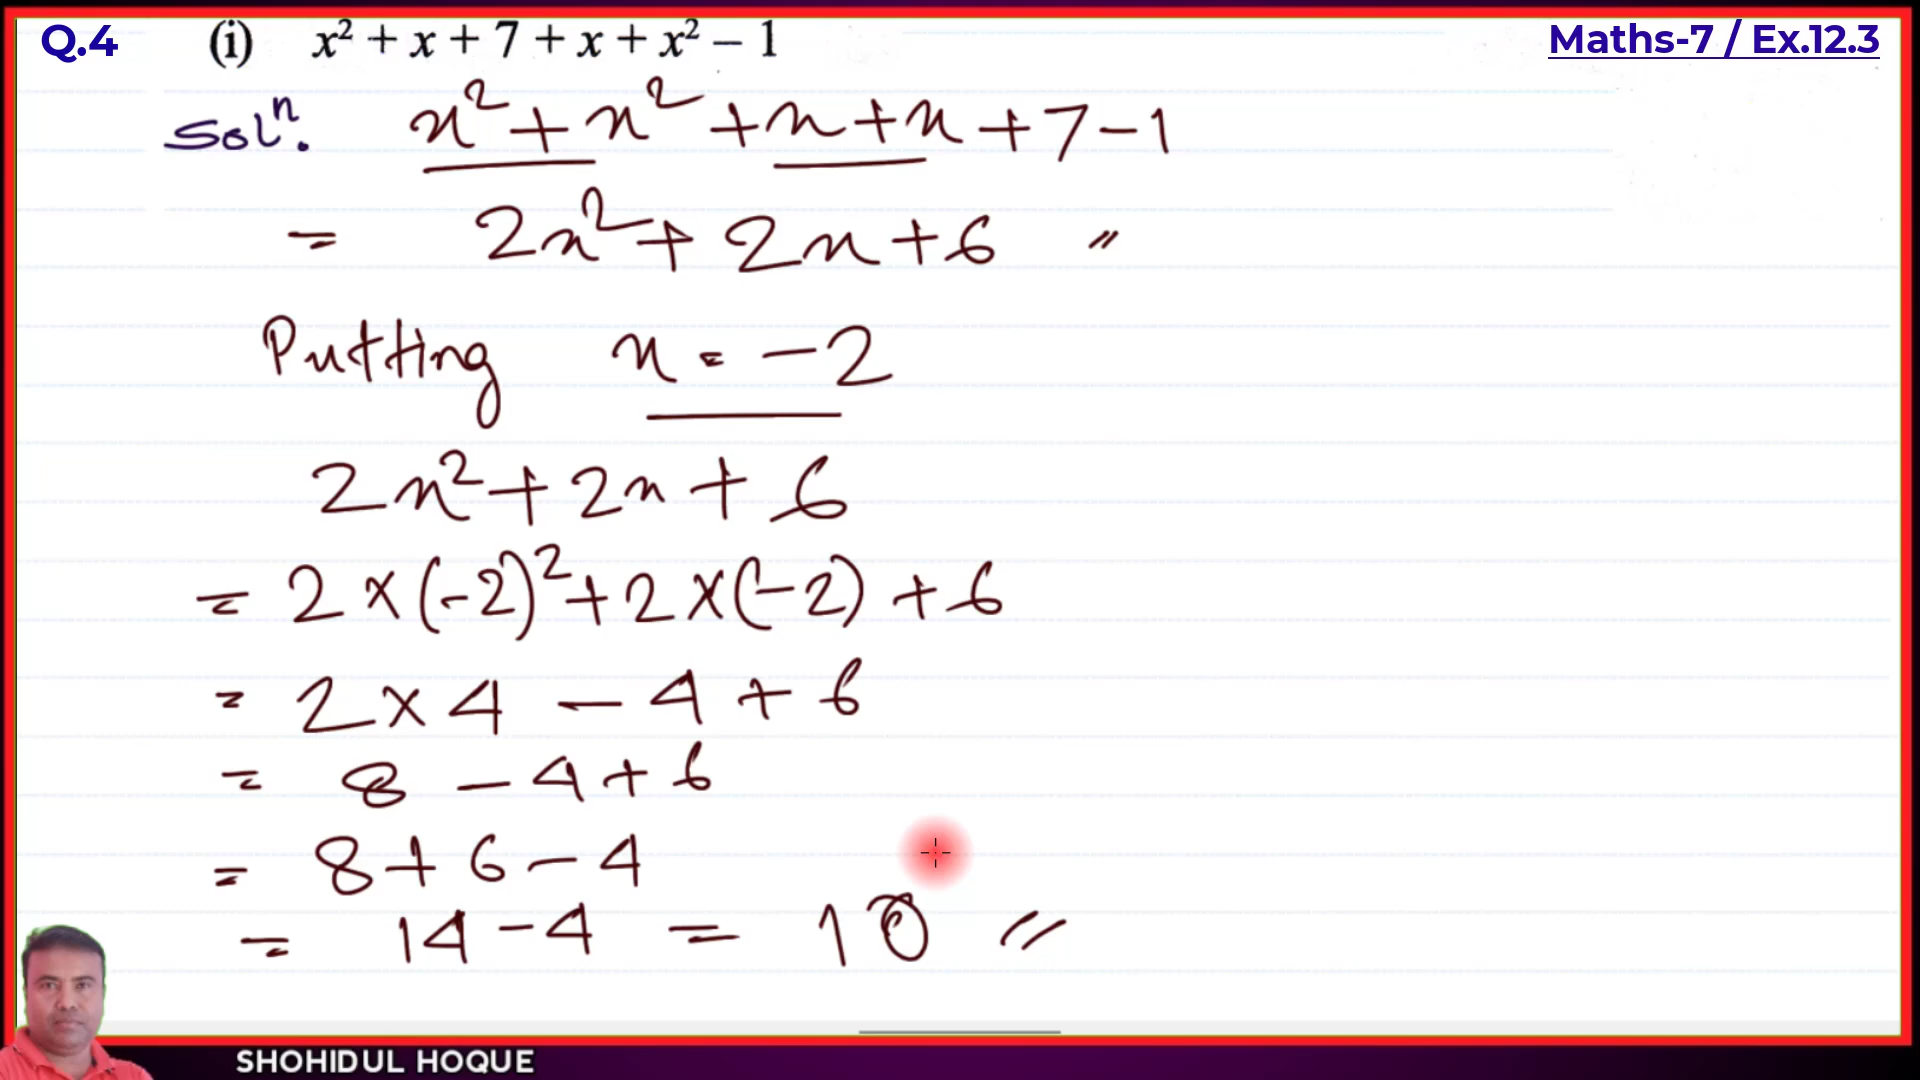 Q.4 (i) x² + x + 7 + x + x² – 1 Maths-7 / Ex.12.3
Solⁿ. x² + x² + x + x + 7 – 1
= 2x² + 2x + 6 〃
Putting x = –2
2x² + 2x + 6
= 2 × (–2)² + 2 × (–2) + 6
= 2 × 4 – 4 + 6
= 8 – 4 + 6
= 8 + 6 – 4
= 14 – 4 = 10 〃
SHOHIDUL HOQUE